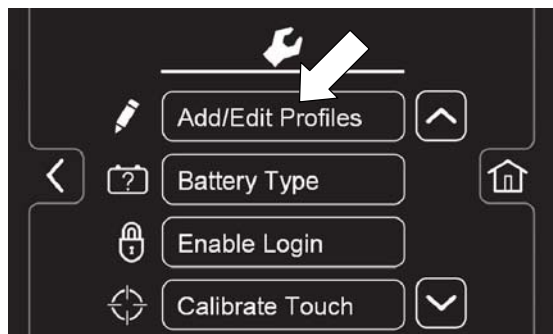 Add/Edit Profiles
Battery Type
Enable Login
Calibrate Touch